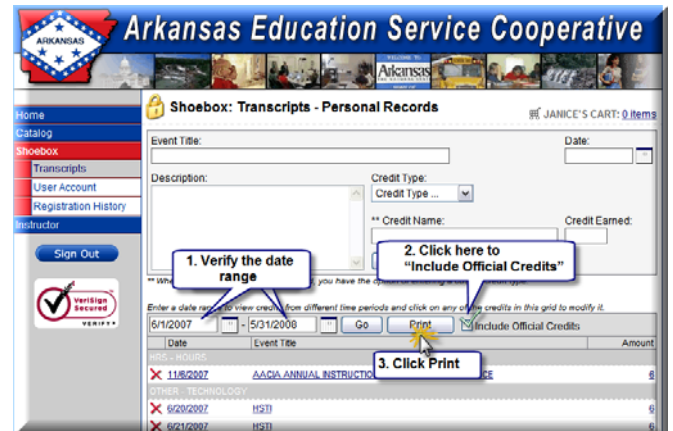 Arkansas Education Service Cooperative
ARKANSAS
Arkansas
Shoebox: Transcripts - Personal Records
JANICE'S CART: 0 items
Home
Catalog
Shoebox
Transcripts
User Account
Registration History
Instructor
Sign Out
VeriSign
Secured
VERIFY
Event Title:
Date:
Description:
Credit Type:
Credit Type ...
** Credit Name:
Credit Earned:
1. Verify the date
range
2. Click here to
"Include Official Credits"
you have the option of entering a
credit type.
Enter a date range to view credits from different time periods and click on any of the credits in this grid to modify it.
6/1/2007 - 5/31/2008 Go Print Include Official Credits
3. Click Print
Date Event Title Amount
HRS - HOURS
11/6/2007 AACIA ANNUAL INSTRUCTIO CE 6
OTHER - TECHNOLOGY
6/20/2007 HSTI 6
6/21/2007 HSTI 6